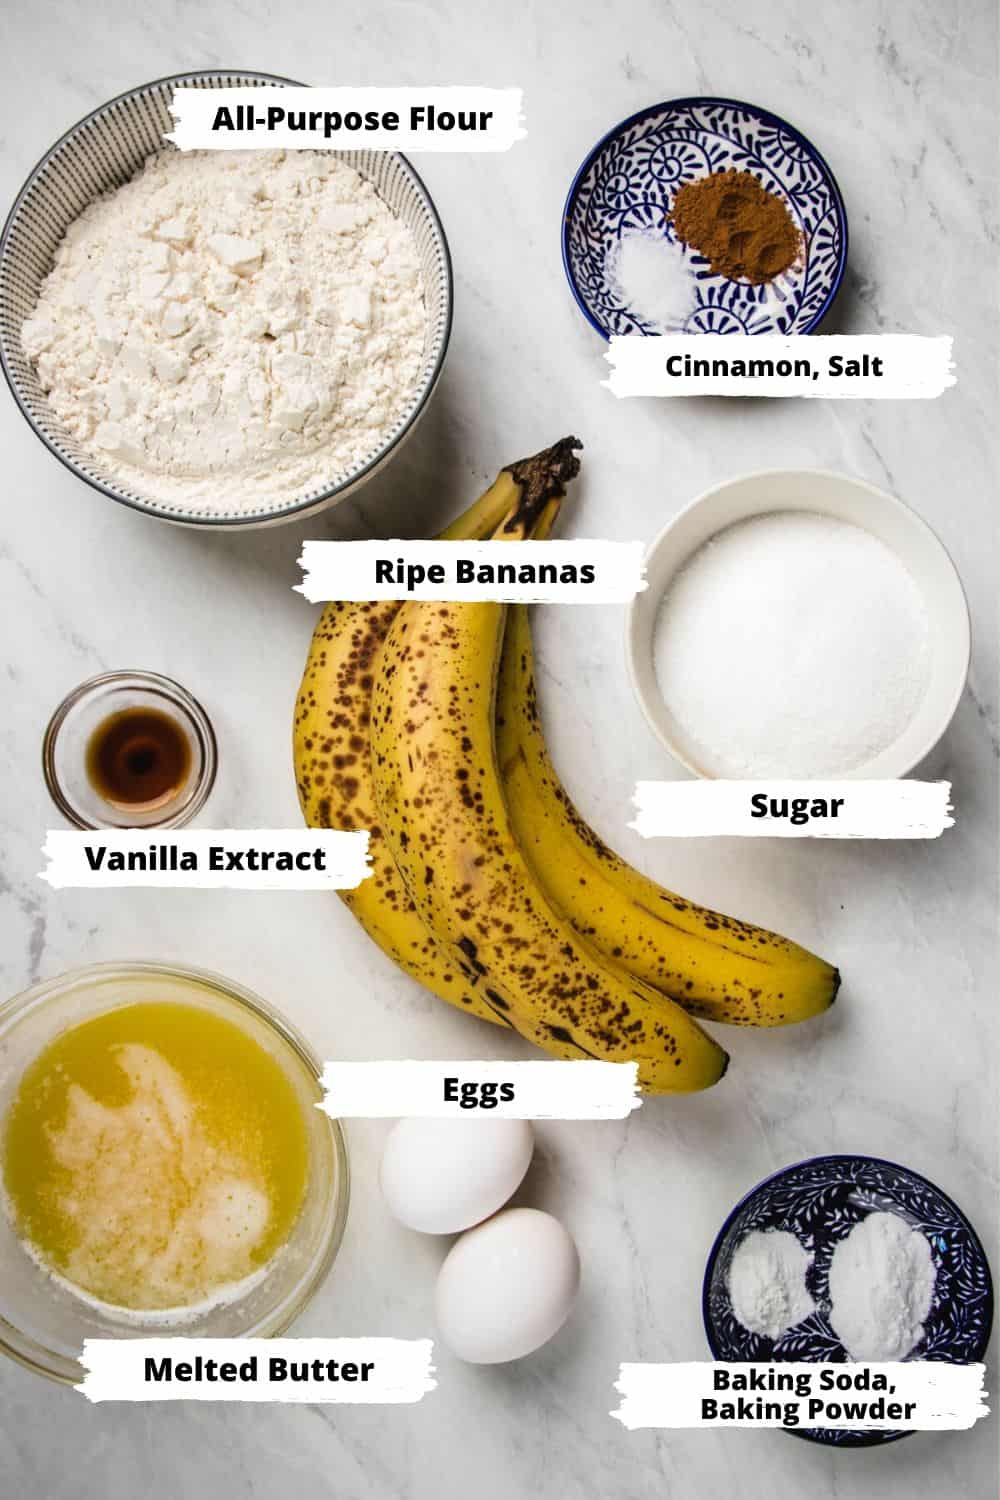 All-Purpose Flour
Cinnamon, Salt
Ripe Bananas
Sugar
Vanilla Extract
Eggs
Melted Butter
Baking Soda,
Baking Powder